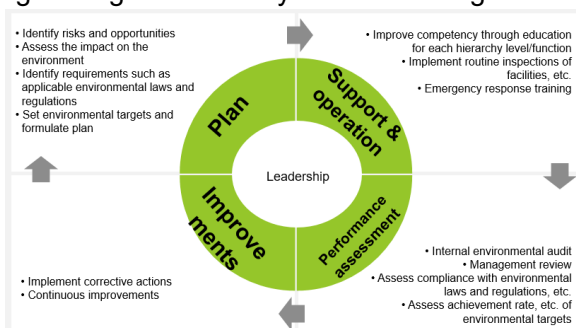 • Identify risks and opportunities
• Assess the impact on the
environment
• Identify requirements such as
applicable environmental laws and
regulations
• Set environmental targets and
formulate plan
• Improve competency through education
for each hierarchy level/function
• Implement routine inspections of
facilities, etc.
• Emergency response training
Plan
Support &
operation
Leadership
Improve
ments
Performance
assessment
• Implement corrective actions
• Continuous improvements
• Internal environmental audit
• Management review
• Assess compliance with environmental
laws and regulations, etc.
• Assess achievement rate, etc. of
environmental targets